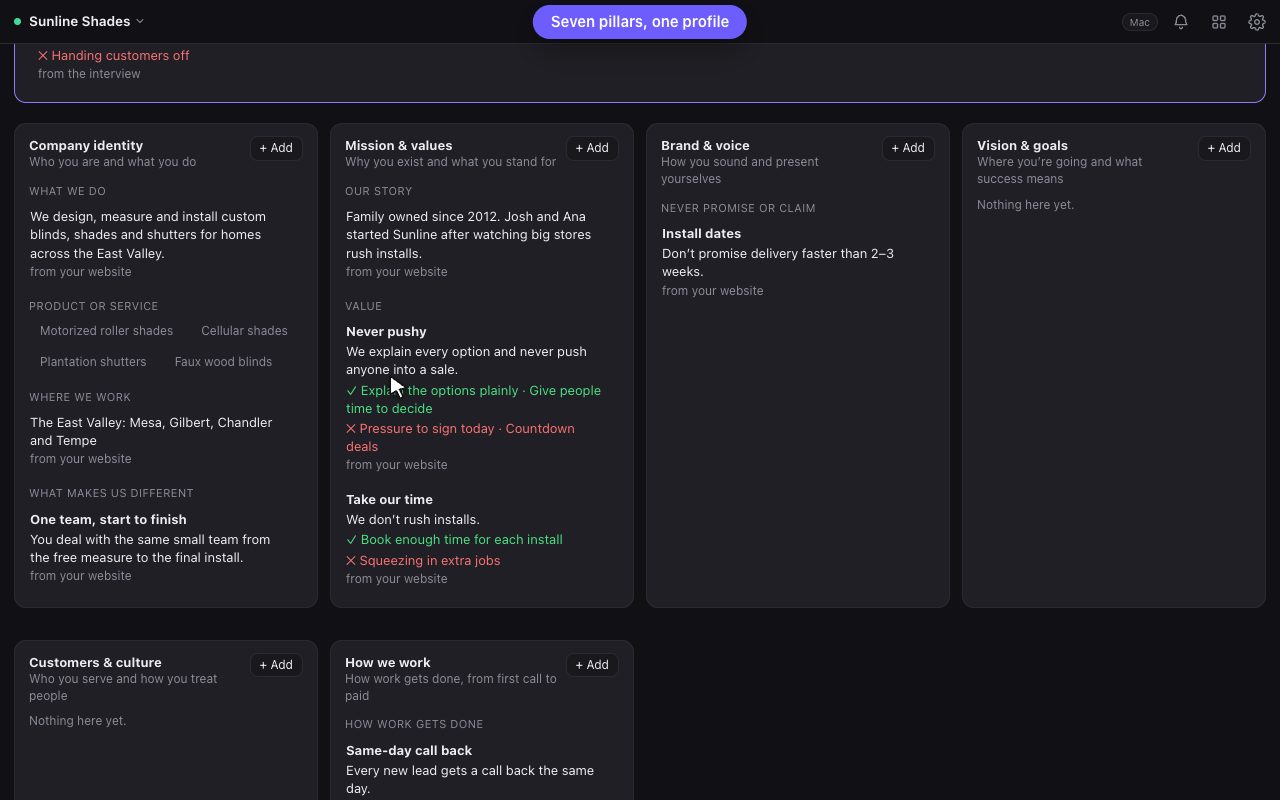 Sunline Shades
Seven pillars, one profile
Mac
✕ Handing customers off
from the interview
Company identity
+ Add
Who you are and what you do
WHAT WE DO
We design, measure and install custom
blinds, shades and shutters for homes
across the East Valley.
from your website
PRODUCT OR SERVICE
Motorized roller shades
Cellular shades
Plantation shutters
Faux wood blinds
WHERE WE WORK
The East Valley: Mesa, Gilbert, Chandler
and Tempe
from your website
WHAT MAKES US DIFFERENT
One team, start to finish
You deal with the same small team from
the free measure to the final install.
from your website
Mission & values
+ Add
Why you exist and what you stand for
OUR STORY
Family owned since 2012. Josh and Ana
started Sunline after watching big stores
rush installs.
from your website
VALUE
Never pushy
We explain every option and never push
anyone into a sale.
✓ Explain the options plainly · Give people
time to decide
✕ Pressure to sign today · Countdown
deals
from your website
Take our time
We don’t rush installs.
✓ Book enough time for each install
✕ Squeezing in extra jobs
from your website
Brand & voice
+ Add
How you sound and present
yourselves
NEVER PROMISE OR CLAIM
Install dates
Don’t promise delivery faster than 2–3
weeks.
from your website
Vision & goals
+ Add
Where you’re going and what
success means
Nothing here yet.
Customers & culture
+ Add
Who you serve and how you treat
people
Nothing here yet.
How we work
+ Add
How work gets done, from first call to
paid
HOW WORK GETS DONE
Same-day call back
Every new lead gets a call back the same
day.